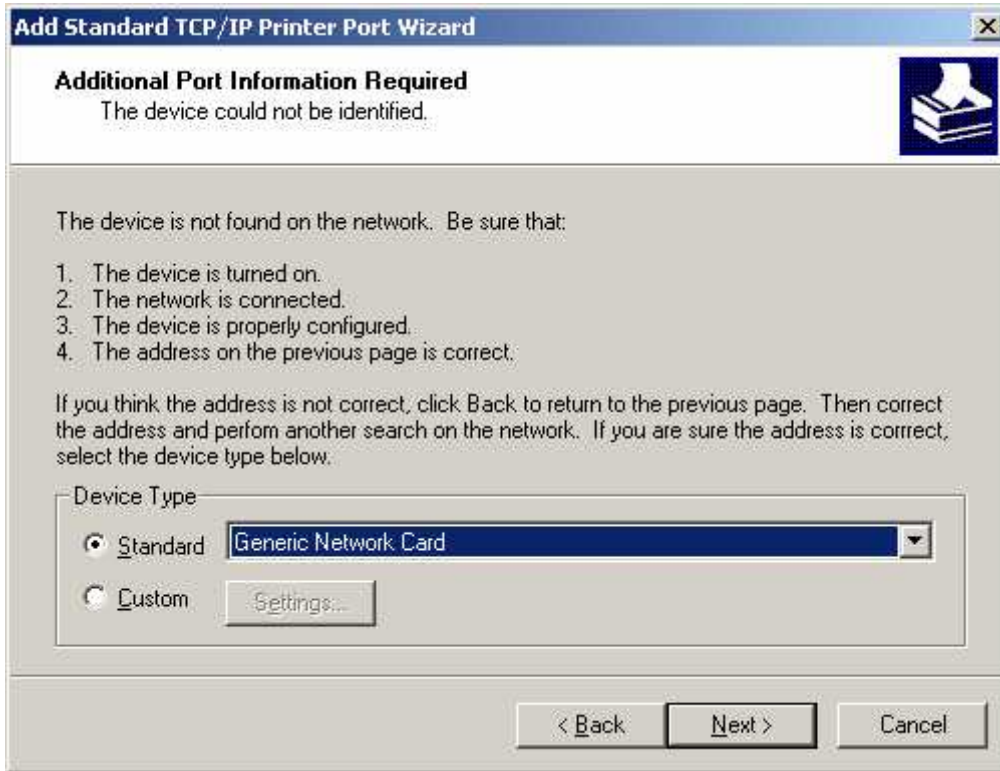 Add Standard TCP/IP Printer Port Wizard
Additional Port Information Required
The device could not be identified.
The device is not found on the network. Be sure that:
1. The device is turned on.
2. The network is connected.
3. The device is properly configured.
4. The address on the previous page is correct.
If you think the address is not correct, click Back to return to the previous page. Then correct
the address and perfom another search on the network. If you are sure the address is corrrect,
select the device type below.
Device Type
Standard
Generic Network Card
Custom
Settings...
< Back
Next >
Cancel